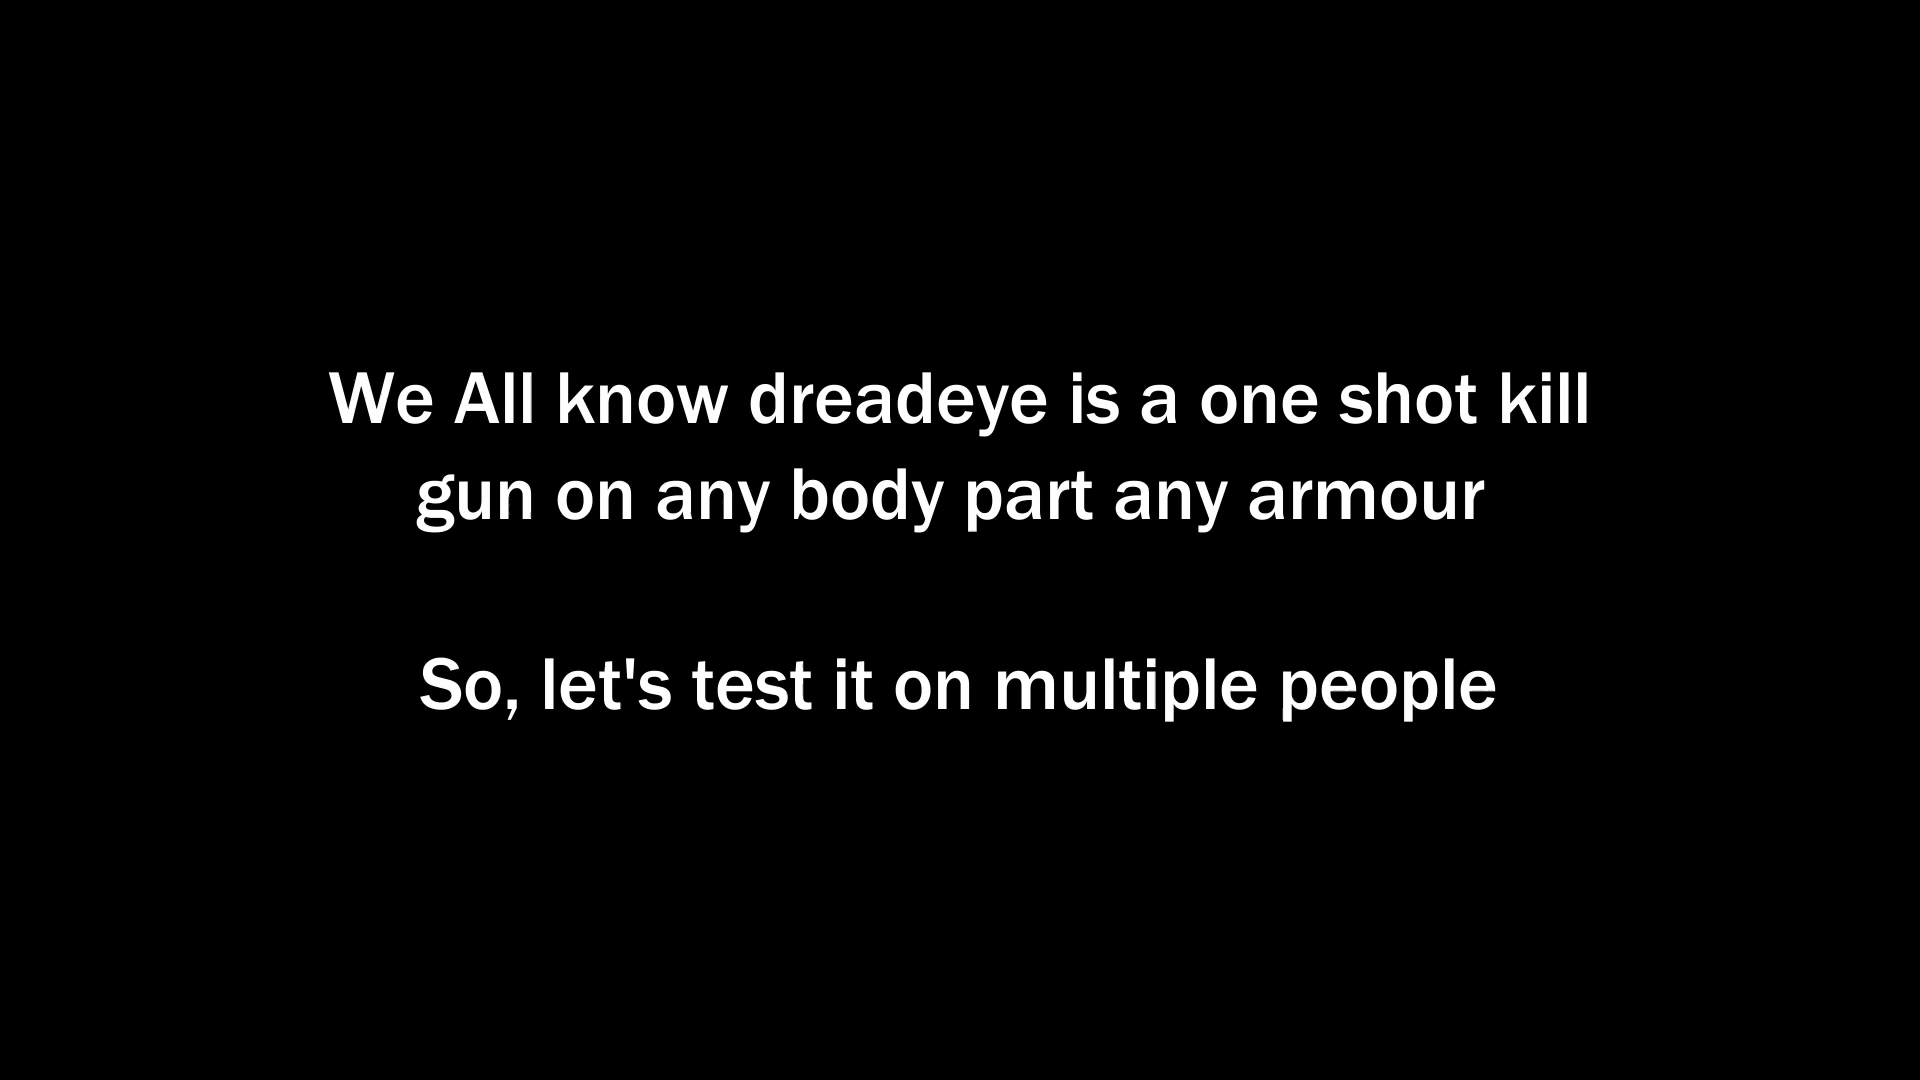 We All know dreadeye is a one shot kill
gun on any body part any armour
So, let's test it on multiple people